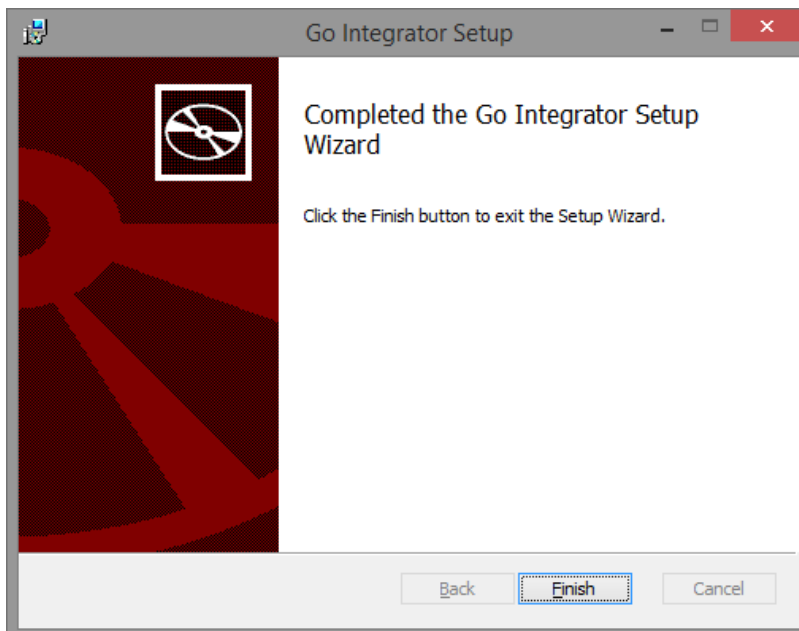 Go Integrator Setup
Completed the Go Integrator Setup
Wizard
Click the Finish button to exit the Setup Wizard.
Back
Finish
Cancel